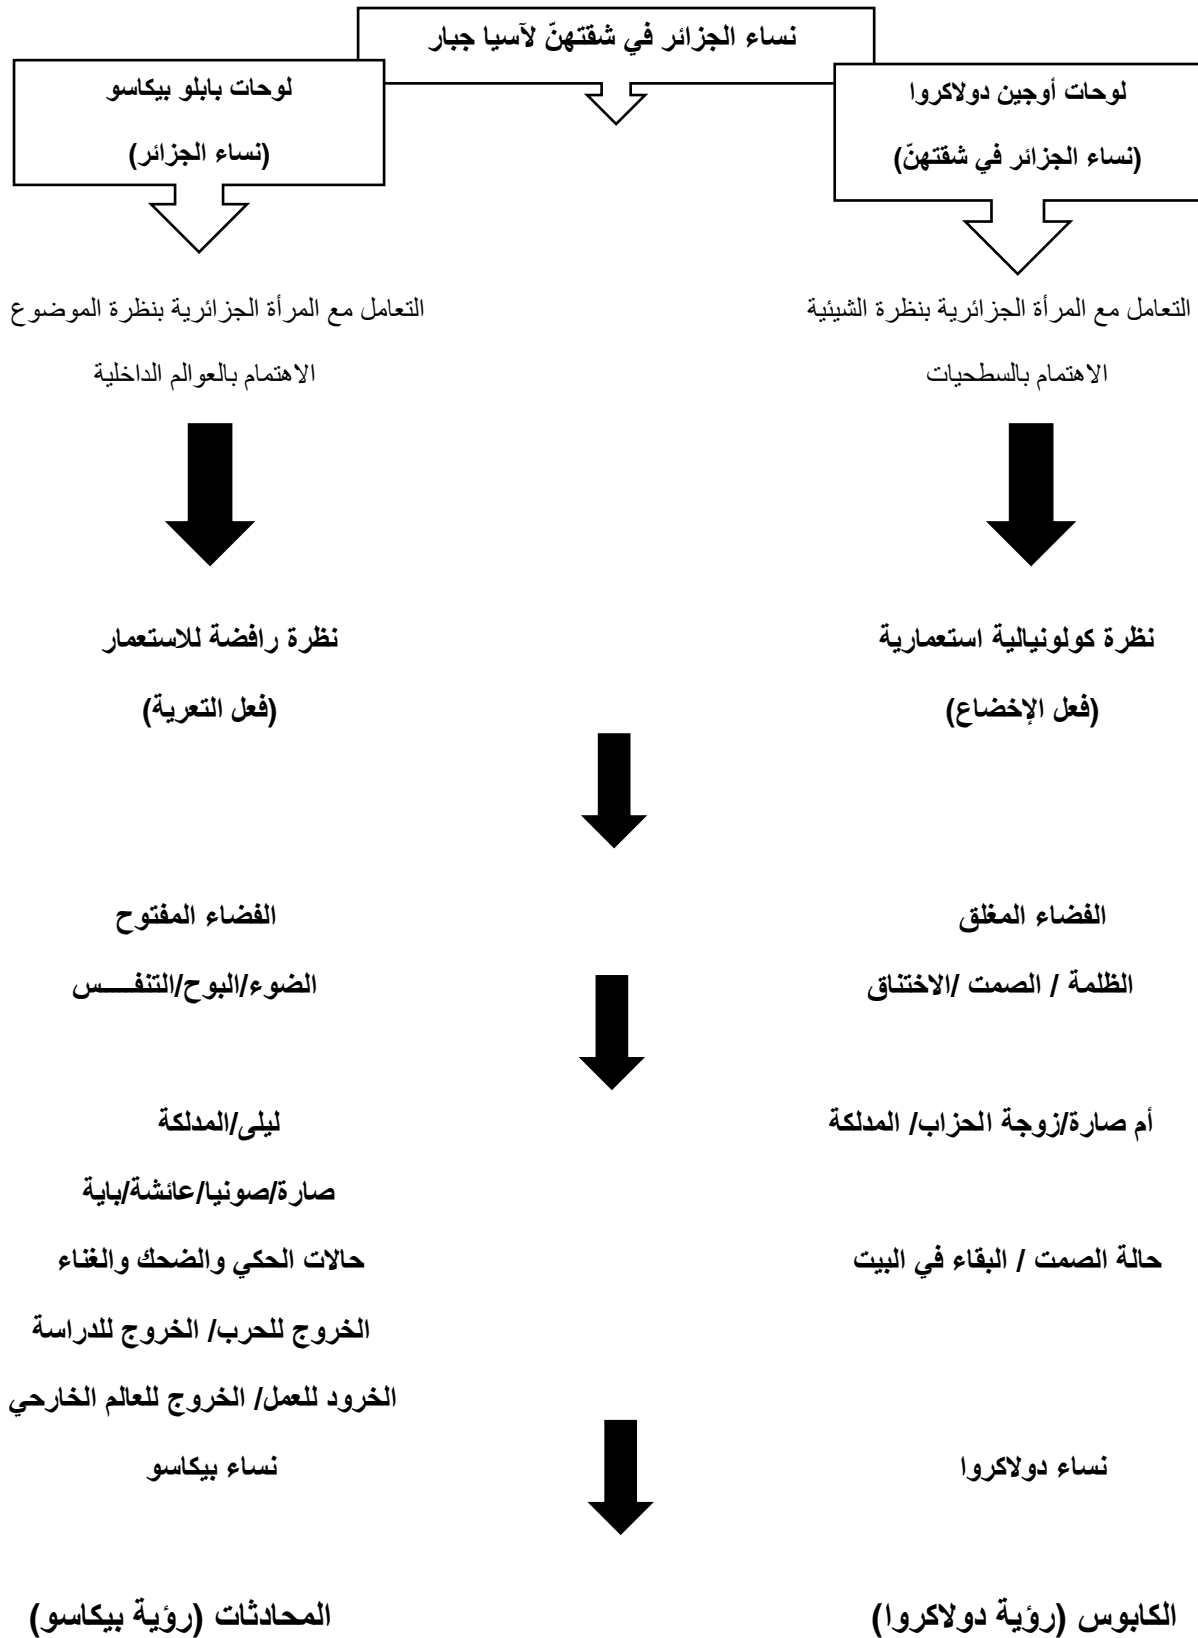 نساء الجزائر في شقتهنّ لآسيا جبار
لوحات أوجين دولاكروا
(نساء الجزائر في شقتهنّ)
لوحات بابلو بيكاسو
(نساء الجزائر)
التعامل مع المرأة الجزائرية بنظرة الشيئية
التعامل مع المرأة الجزائرية بنظرة الموضوع
الاهتمام بالسطحيات
الاهتمام بالعوالم الداخلية
نظرة كولونيالية استعمارية
نظرة رافضة للاستعمار
(فعل الإخضاع)
(فعل التعرية)
الفضاء المغلق
الفضاء المفتوح
الظلمة / الصمت /الاختناق
الضوء/البوح/التنفــــس
أم صارة/زوجة الحزاب/ المدلكة
ليلى/المدلكة
صارة/صونيا/عائشة/باية
حالة الصمت / البقاء في البيت
حالات الحكي والضحك والغناء
الخروج للحرب/ الخروج للدراسة
الخرود للعمل/ الخروج للعالم الخارحي
نساء دولاكروا
نساء بيكاسو
الكابوس (رؤية دولاكروا)
المحادثات (رؤية بيكاسو)